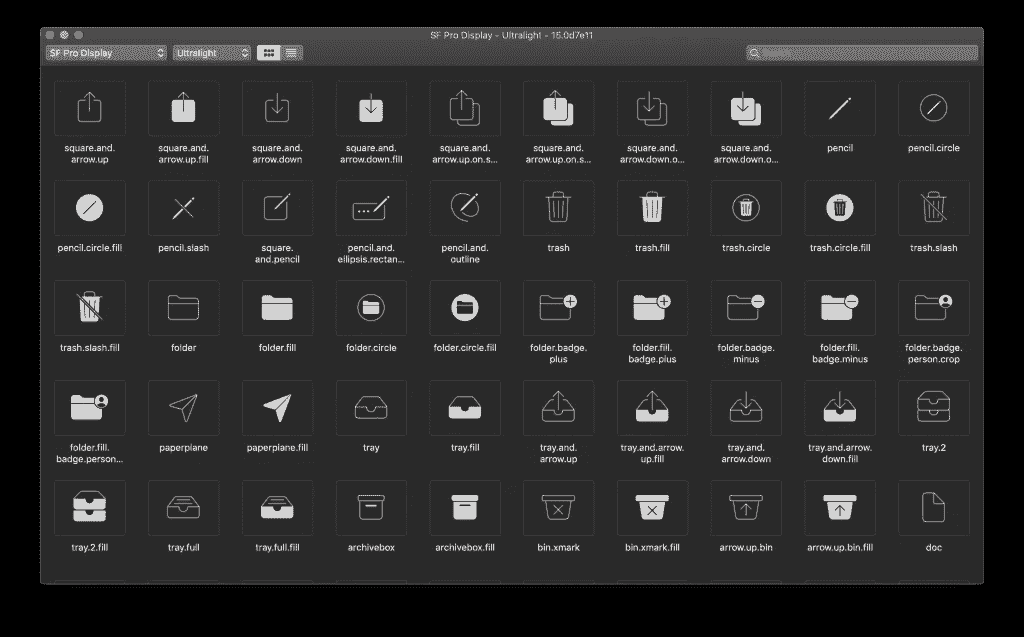 SF Pro Display - Ultralight - 15.0d7e11
SF Pro Display
Ultralight
Search
square.and. square.and. square.and. square.and. square.and. square.and. square.and. square.and. pencil pencil.circle
arrow.up arrow.up.fill arrow.down arrow.down.fill arrow.up.on.s... arrow.up.on.s... arrow.down.o... arrow.down.o...
pencil.circle.fill pencil.slash square. pencil.and. pencil.and. trash trash.fill trash.circle trash.circle.fill trash.slash
and.pencil ellipsis.rectan... outline
trash.slash.fill folder folder.fill folder.circle folder.circle.fill folder.badge. folder.fill. folder.badge. folder.fill. folder.badge.
plus badge.plus minus badge.minus person.crop
folder.fill. paperplane paperplane.fill tray tray.fill tray.and. tray.and.arrow. tray.and. tray.and.arrow. tray.2
badge.person... arrow.up up.fill arrow.down down.fill
tray.2.fill tray.full tray.full.fill archivebox archivebox.fill bin.xmark bin.xmark.fill arrow.up.bin arrow.up.bin.fill doc